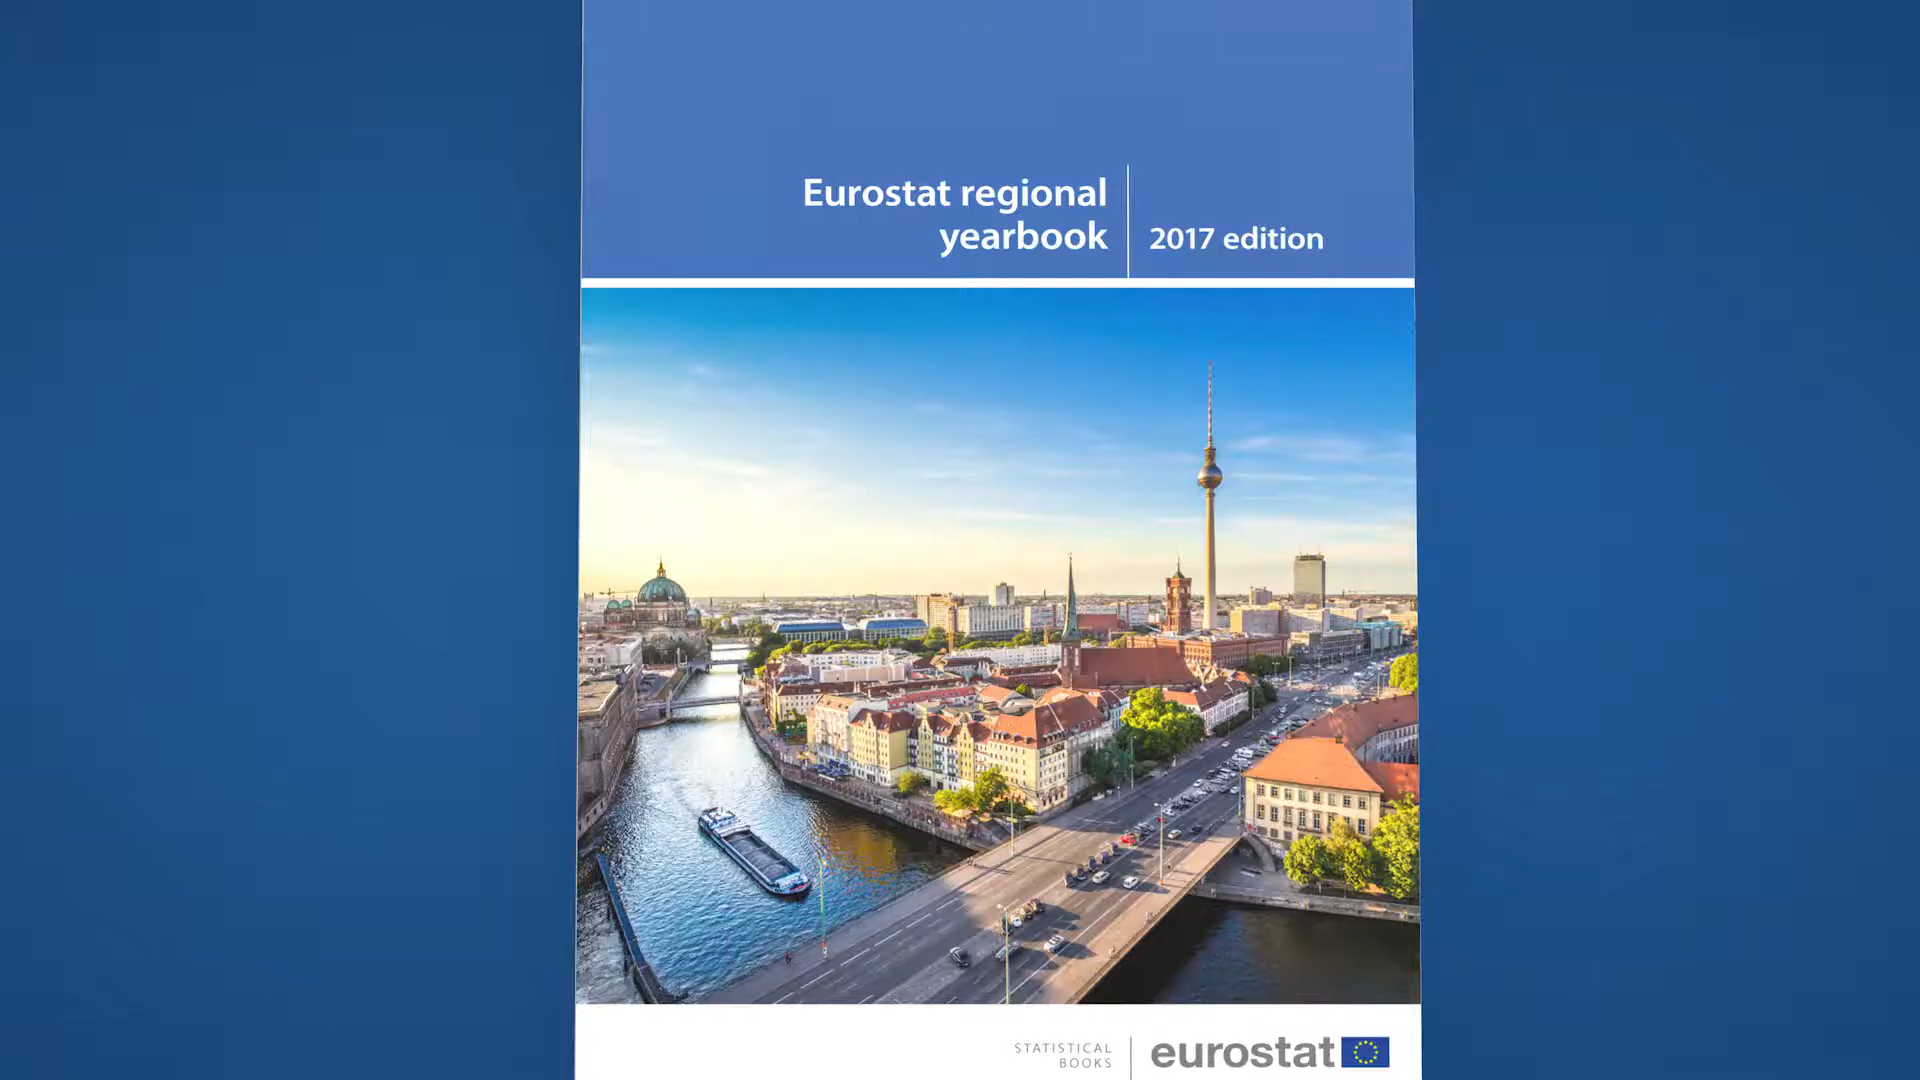 Eurostat regional
yearbook
2017 edition
STATISTICAL
BOOKS
eurostat